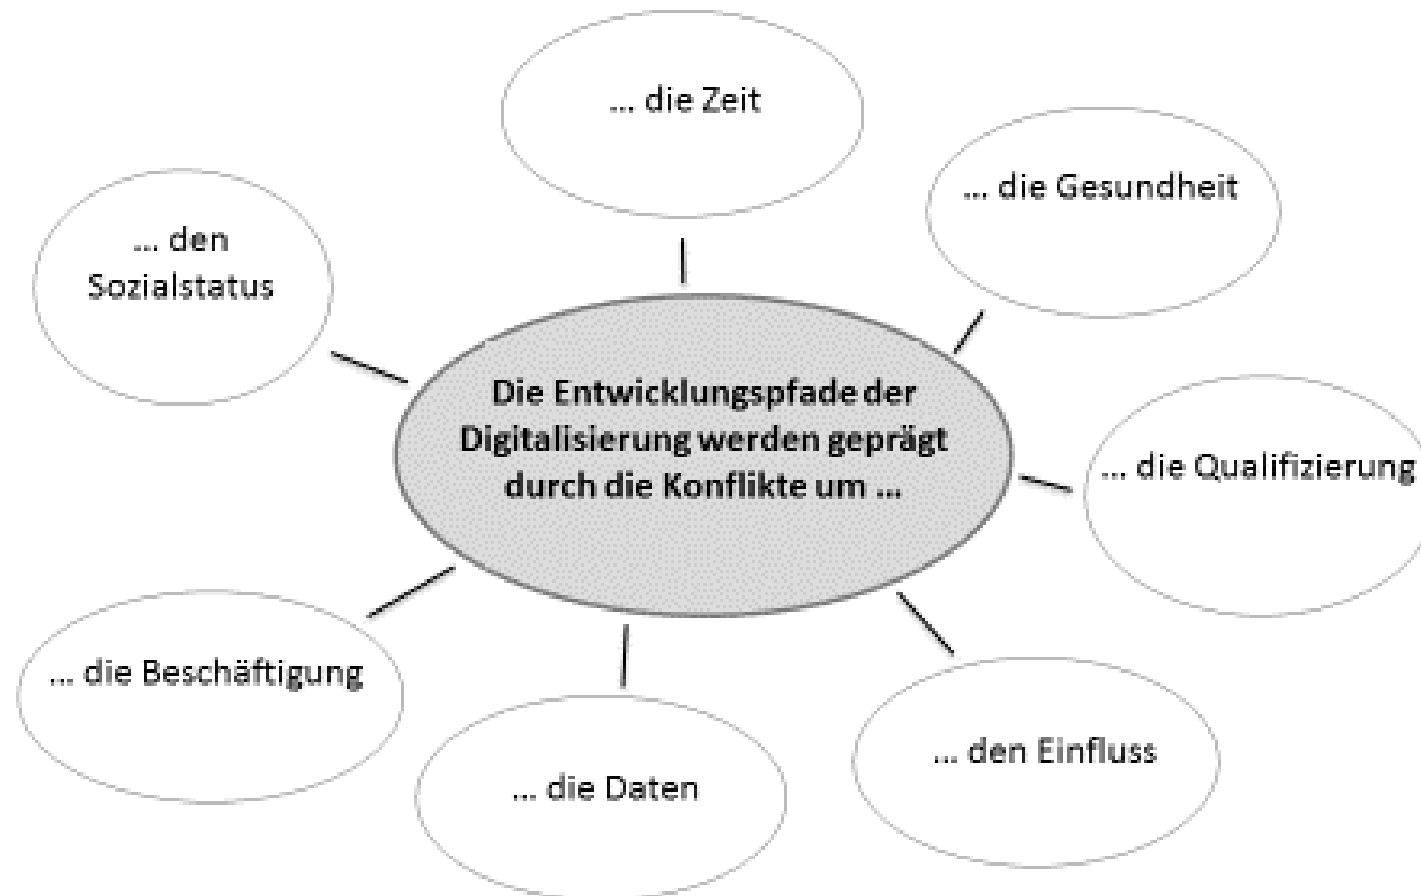 ... die Zeit
... die Gesundheit
... den
Sozialstatus
Die Entwicklungspfade der
Digitalisierung werden geprägt
durch die Konflikte um ...
... die Qualifizierung
... die Beschäftigung
... die Daten
... den Einfluss